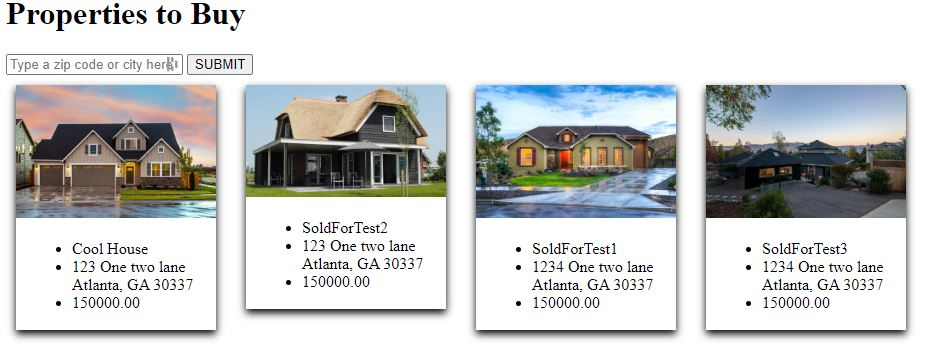 Properties to Buy
Type a zip code or city here
SUBMIT
Cool House
123 One two lane
Atlanta, GA 30337
150000.00
SoldForTest2
123 One two lane
Atlanta, GA 30337
150000.00
SoldForTest1
1234 One two lane
Atlanta, GA 30337
150000.00
SoldForTest3
1234 One two lane
Atlanta, GA 30337
150000.00